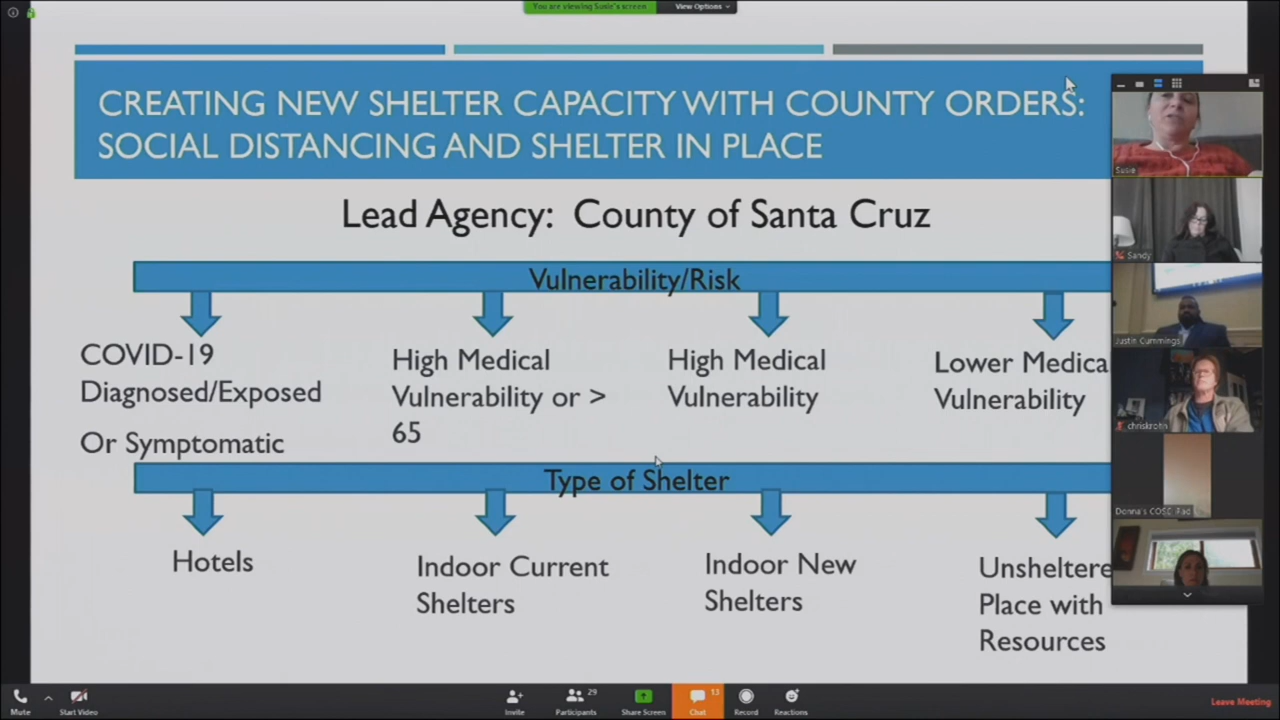 You are viewing Susie's screen
View Options
CREATING NEW SHELTER CAPACITY WITH COUNTY ORDERS:
SOCIAL DISTANCING AND SHELTER IN PLACE
Lead Agency: County of Santa Cruz
Vulnerability/Risk
COVID-19
Diagnosed/Exposed
Or Symptomatic
High Medical
Vulnerability or >
65
High Medical
Vulnerability
Lower Medica
Vulnerability
Type of Shelter
Hotels
Indoor Current
Shelters
Indoor New
Shelters
Unsheltere
Place with
Resources
Susie
Sandy
Justin Cummings
chriskrohn
Donna's COSC iPad
Mute
Start Video
Invite
Participants
29
Share Screen
Chat
13
Record
Reactions
Leave Meeting